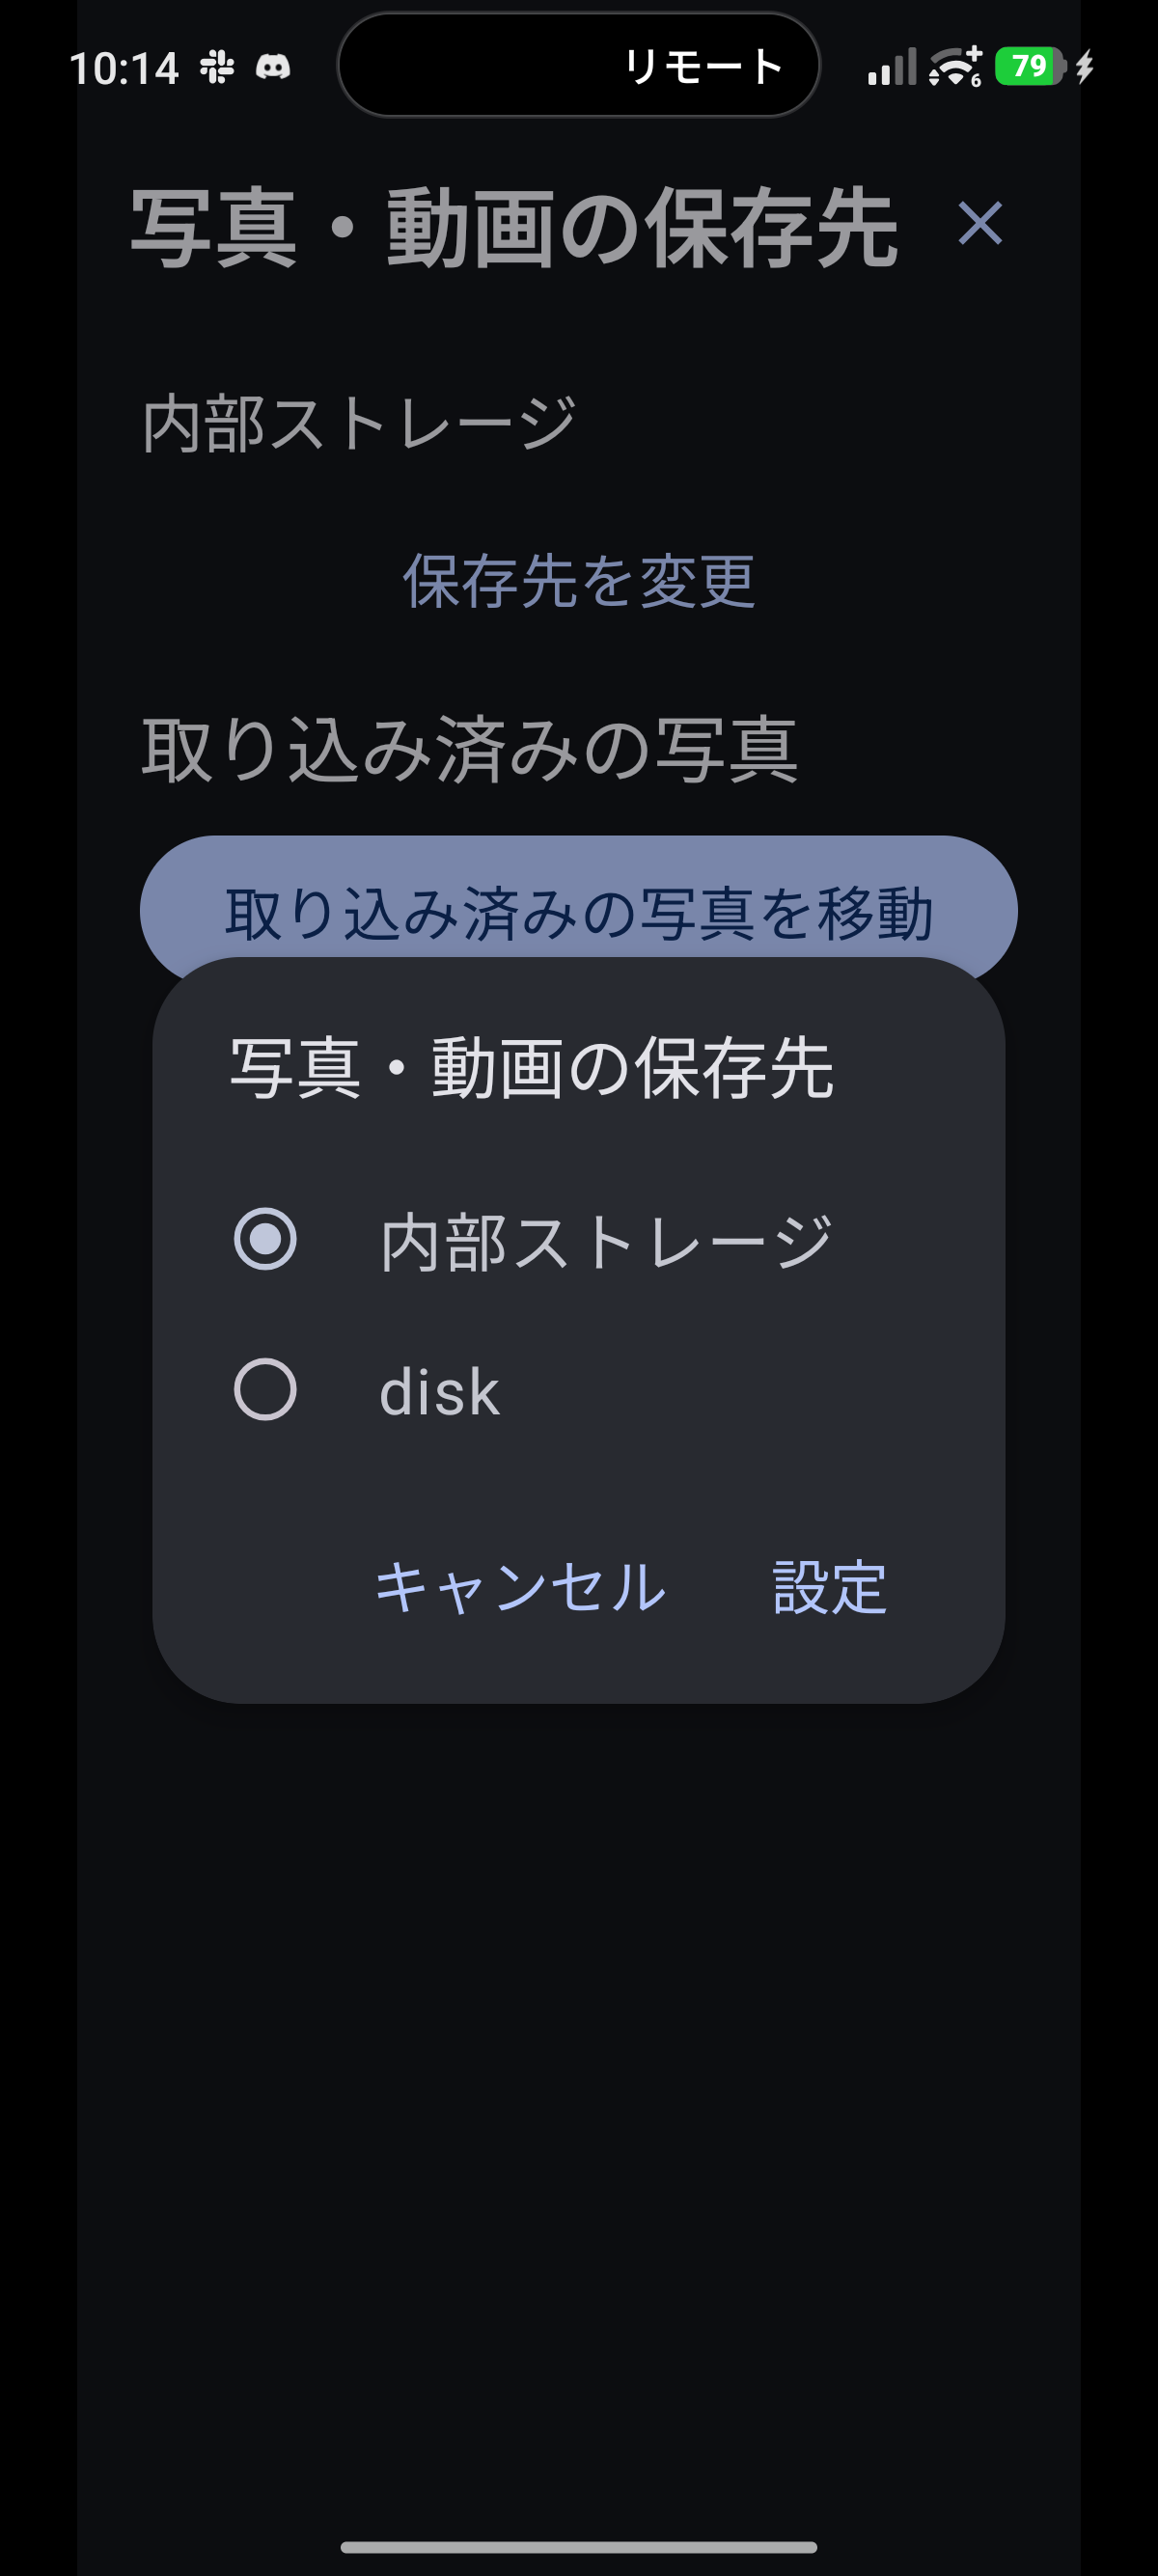 10:14
リモート
6
79
写真・動画の保存先
内部ストレージ
保存先を変更
取り込み済みの写真
取り込み済みの写真を移動
写真・動画の保存先
内部ストレージ
disk
キャンセル
設定